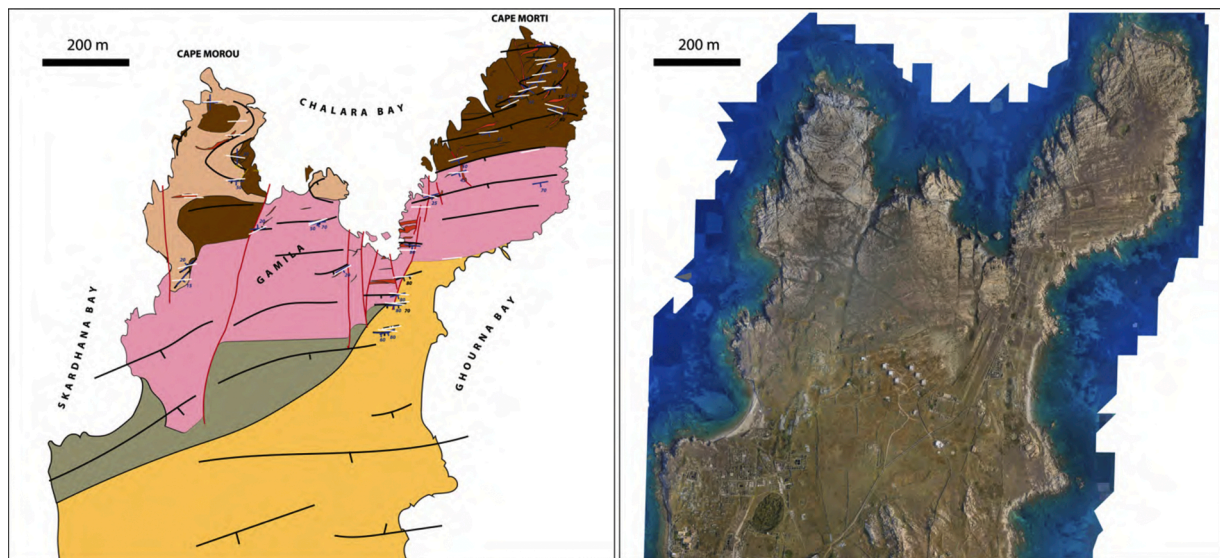 CAPE MORTI
200 m
CAPE MOROU
CHALARA BAY
GAMILA
SKARDHANA BAY
GHOURNA BAY
200 m